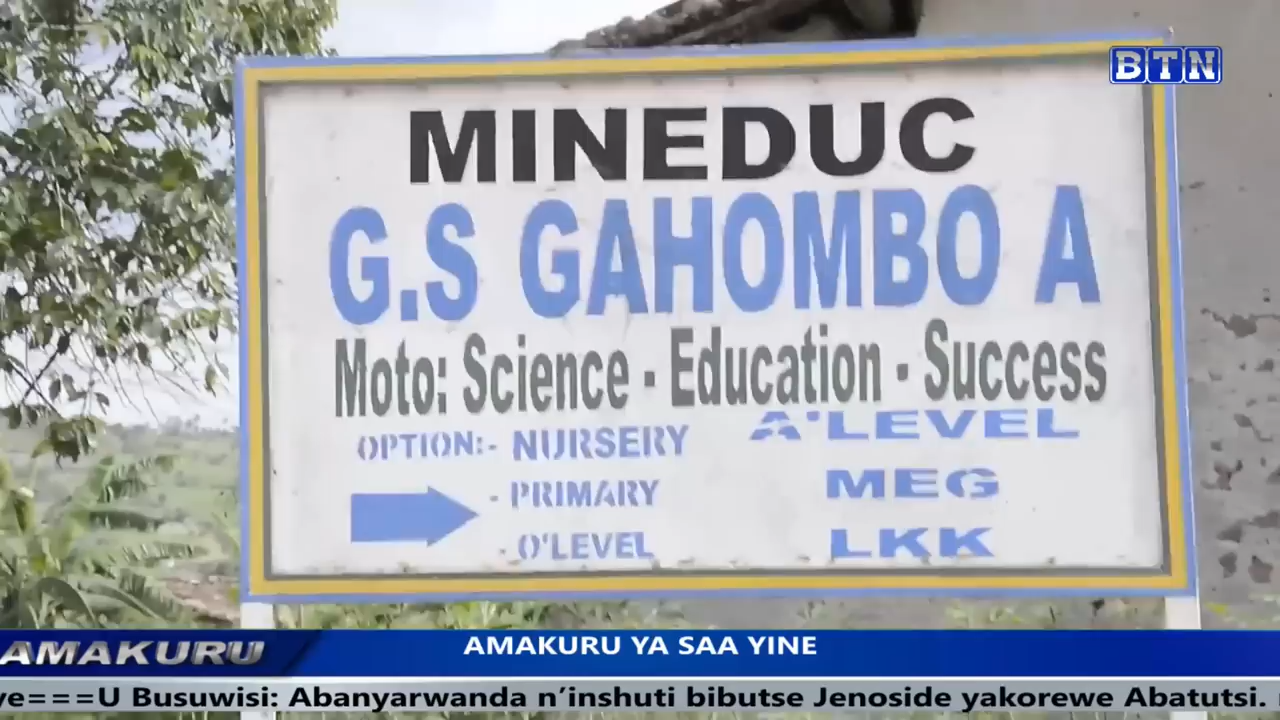 BTN
MINEDUC
G.S GAHOMBO A
Moto: Science - Education - Success
OPTION:- NURSERY
- PRIMARY
- O'LEVEL
A'LEVEL
MEG
LKK
AMAKURU
AMAKURU YA SAA YINE
ye===U Busuwisi: Abanyarwanda n'inshuti bibutse Jenoside yakorewe Abatutsi.